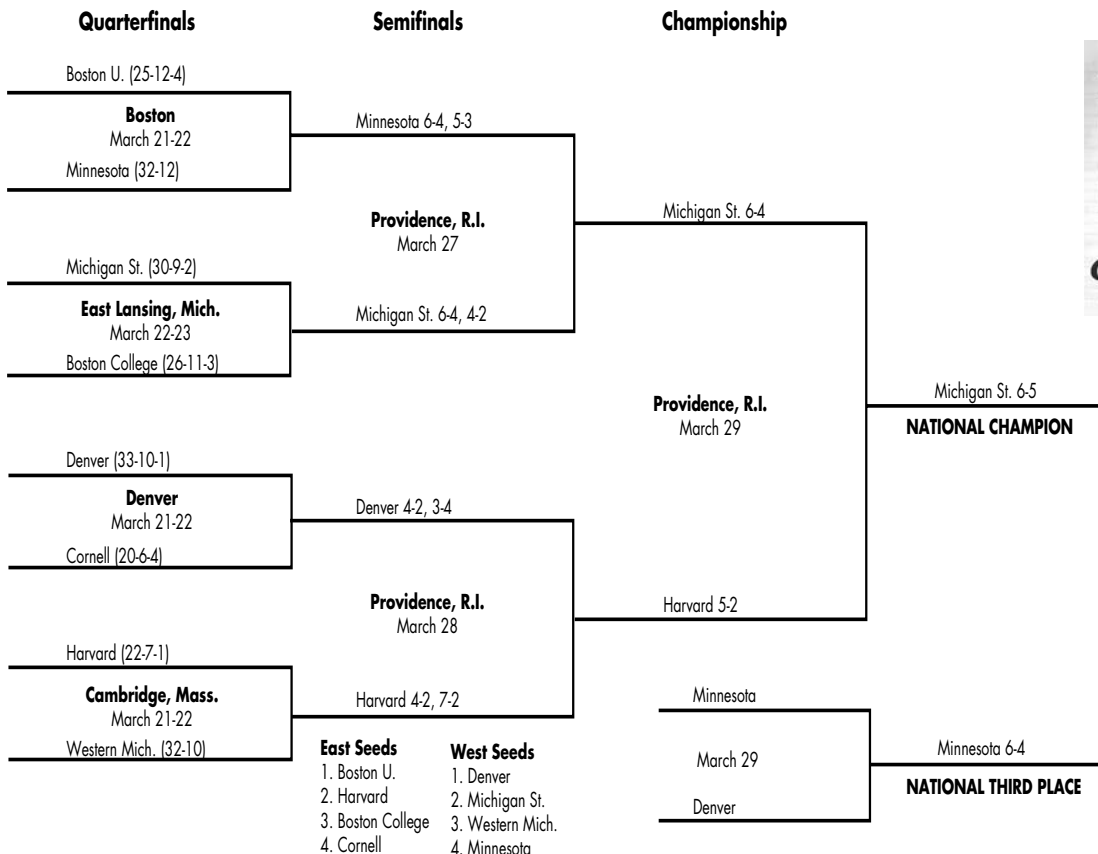 Quarterfinals
Semifinals
Championship
Boston U. (25-12-4)
Boston
March 21-22
Minnesota (32-12)
Minnesota 6-4, 5-3
Providence, R.I.
March 27
Michigan St. (30-9-2)
East Lansing, Mich.
March 22-23
Boston College (26-11-3)
Michigan St. 6-4, 4-2
Michigan St. 6-4
Providence, R.I.
March 29
Michigan St. 6-5
NATIONAL CHAMPION
Denver (33-10-1)
Denver
March 21-22
Cornell (20-6-4)
Denver 4-2, 3-4
Providence, R.I.
March 28
Harvard 5-2
Harvard (22-7-1)
Cambridge, Mass.
March 21-22
Western Mich. (32-10)
Harvard 4-2, 7-2
East Seeds
1. Boston U.
2. Harvard
3. Boston College
4. Cornell
West Seeds
1. Denver
2. Michigan St.
3. Western Mich.
4. Minnesota
Minnesota
March 29
Denver
Minnesota 6-4
NATIONAL THIRD PLACE